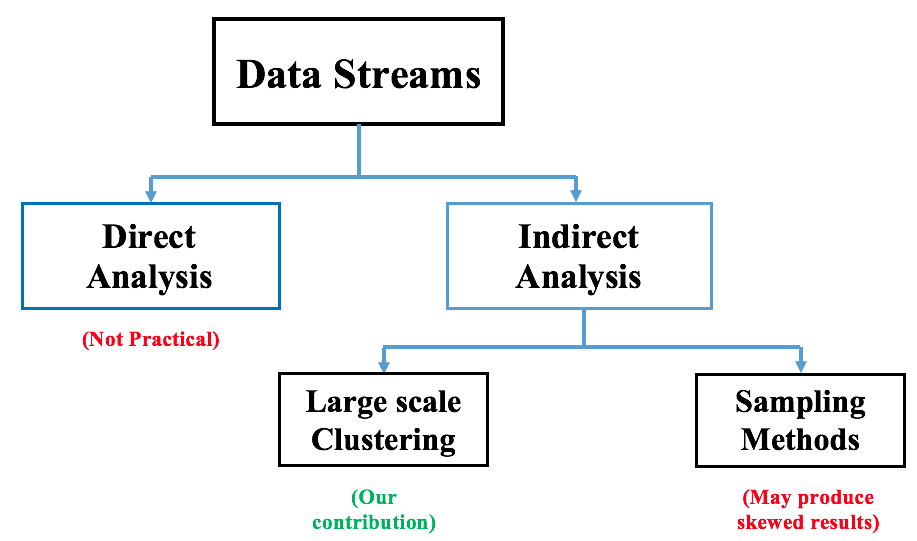 Data Streams
Direct
Analysis
(Not Practical)
Indirect
Analysis
Large scale
Clustering
(Our
contribution)
Sampling
Methods
(May produce
skewed results)